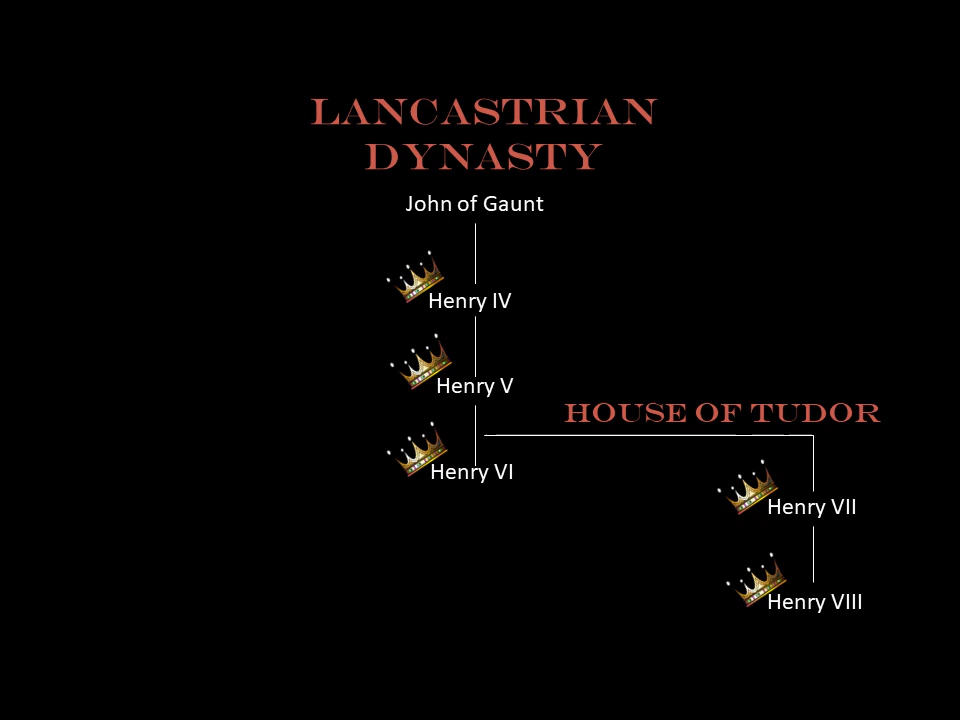 LANCASTRIAN
DYNASTY
John of Gaunt
Henry IV
Henry V
HOUSE OF TUDOR
Henry VI
Henry VII
Henry VIII